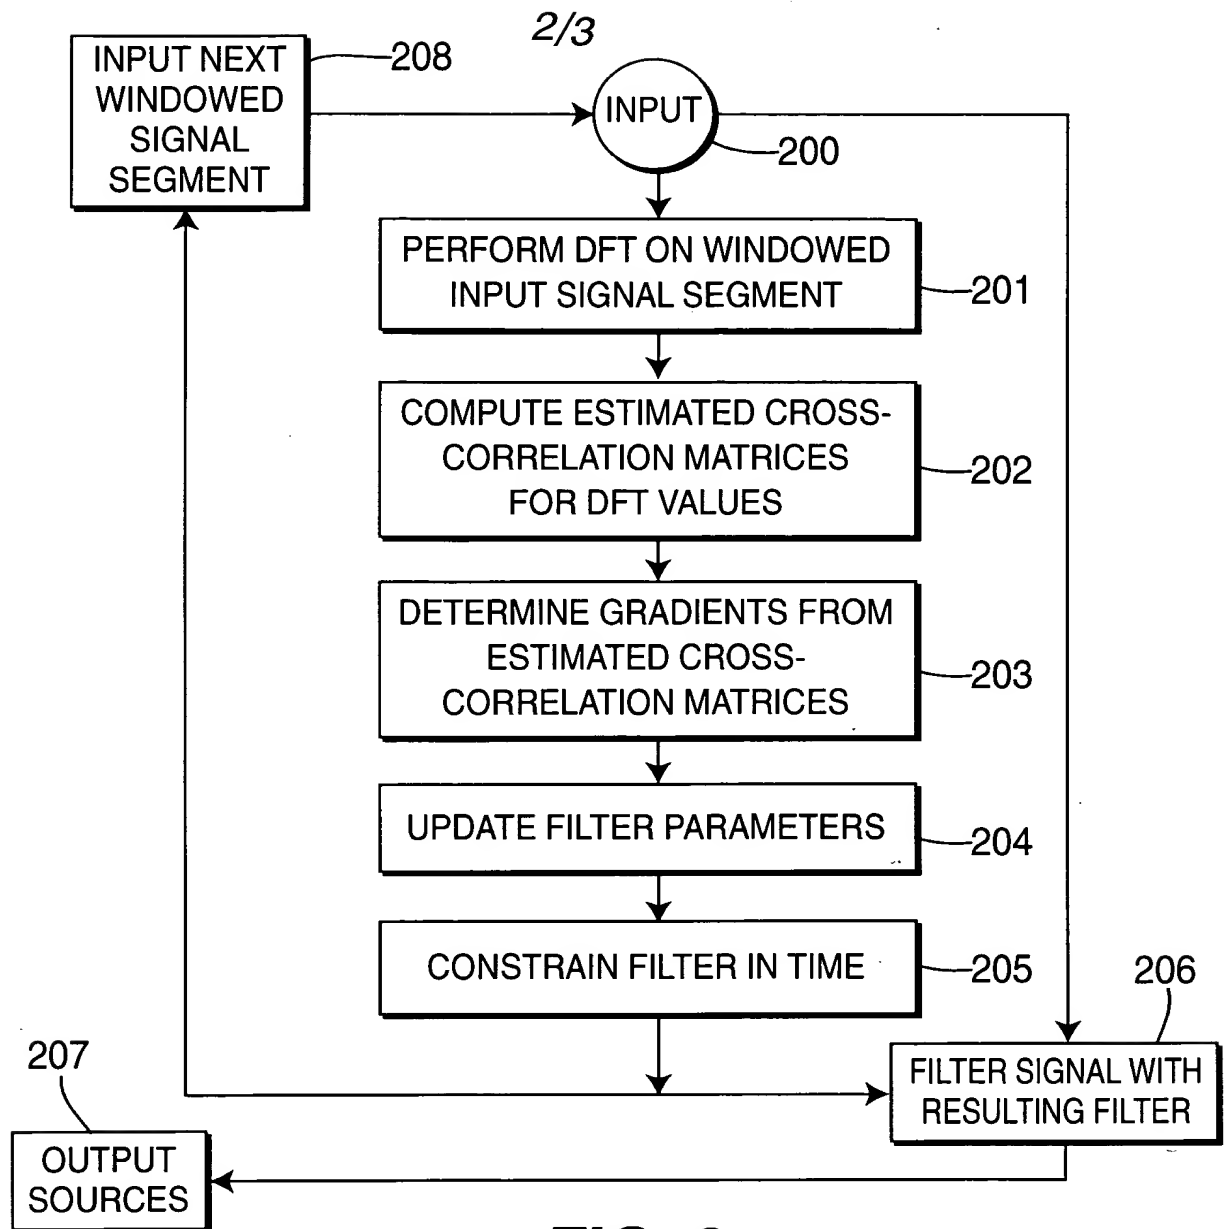 2/3
INPUT NEXT
WINDOWED
SIGNAL
SEGMENT
208
INPUT
200
PERFORM DFT ON WINDOWED
INPUT SIGNAL SEGMENT
201
COMPUTE ESTIMATED CROSS-
CORRELATION MATRICES
FOR DFT VALUES
202
DETERMINE GRADIENTS FROM
ESTIMATED CROSS-
CORRELATION MATRICES
203
UPDATE FILTER PARAMETERS
204
CONSTRAIN FILTER IN TIME
205
206
FILTER SIGNAL WITH
RESULTING FILTER
207
OUTPUT
SOURCES